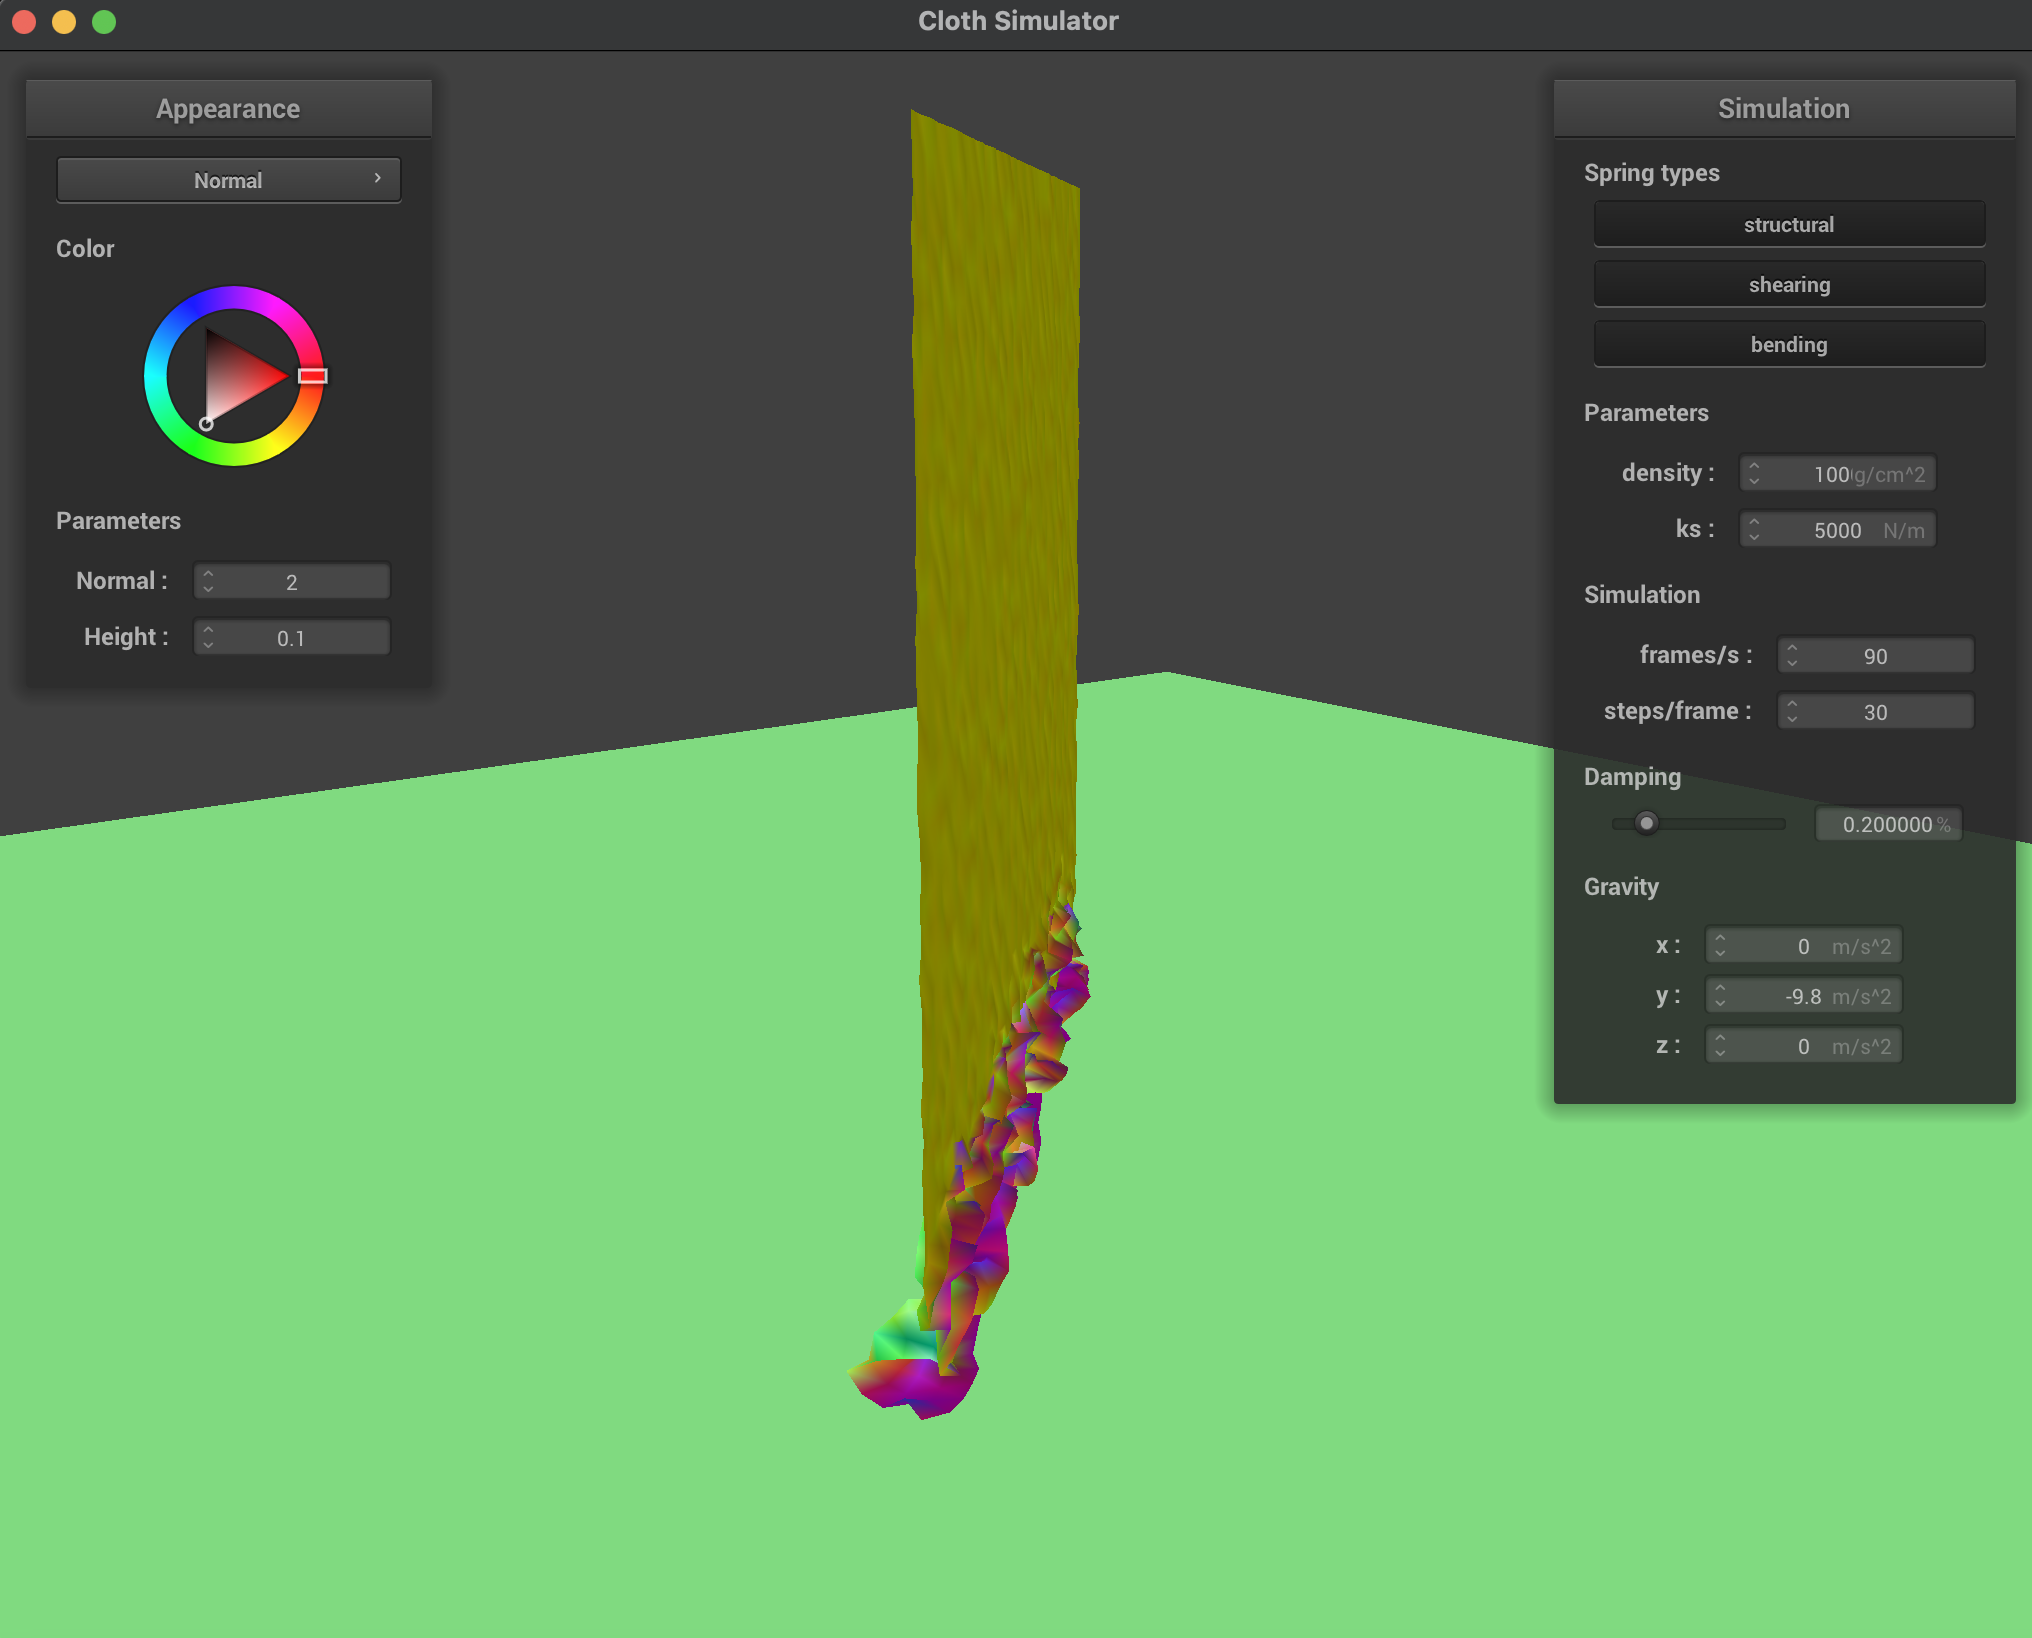 Cloth Simulator
Appearance
Normal
Color
Parameters
Normal :
2
Height :
0.1
Simulation
Spring types
structural
shearing
bending
Parameters
density :
100 g/cm^2
ks :
5000 N/m
Simulation
frames/s :
90
steps/frame :
30
Damping
0.200000 %
Gravity
x :
0 m/s^2
y :
-9.8 m/s^2
z :
0 m/s^2